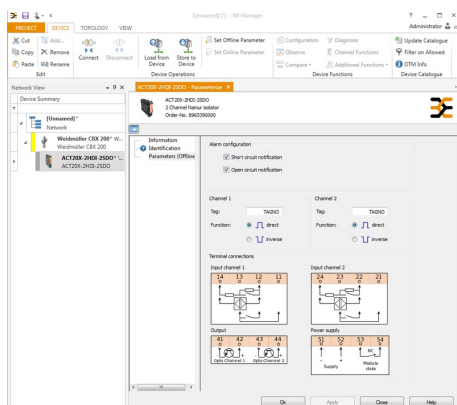 [Unnamed] (*) - WI-Manager
PROJECT DEVICE TOPOLOGY VIEW
Administrator
Cut Add...
Copy Remove
Paste Rename
Edit
Connect Disconnect
Load from Device
Store to Device
Set Offline Parameter
Set Online Parameter
Device Operations
Configuration Diagnosis
Observe Channel Functions
Compare Additional Functions
Device Functions
Update Catalogue
Filter on Allowed
DTM Info
Device Catalogue
Network View
Device Summary
[Unnamed]*
Network
Weidmüller CBX 200* W...
Weidmüller CBX 200
ACT20X-2HDI-2SDO* '...
ACT20X-2HDI-2SDO
ACT20X-2HDI-2SDO - Parameterize
ACT20X-2HDI-2SDO
2 Channel Namur isolator
Order-No. 8965390000
Information
Identification
Parameters (Offline
Alarm configuration
Short circuit notification
Open circuit notification
Channel 1
Tag: TAGNO
Function: direct
inverse
Channel 2
Tag: TAGNO
Function: direct
inverse
Terminal connections
Input channel 1
14 13 12 11
Input channel 2
24 23 22 21
Output
41 42 43 44
Opto Channel 1 Opto Channel 2
Power supply
51 52 53 54
NC
- +
Supply
Module state
Ok Apply Close Help